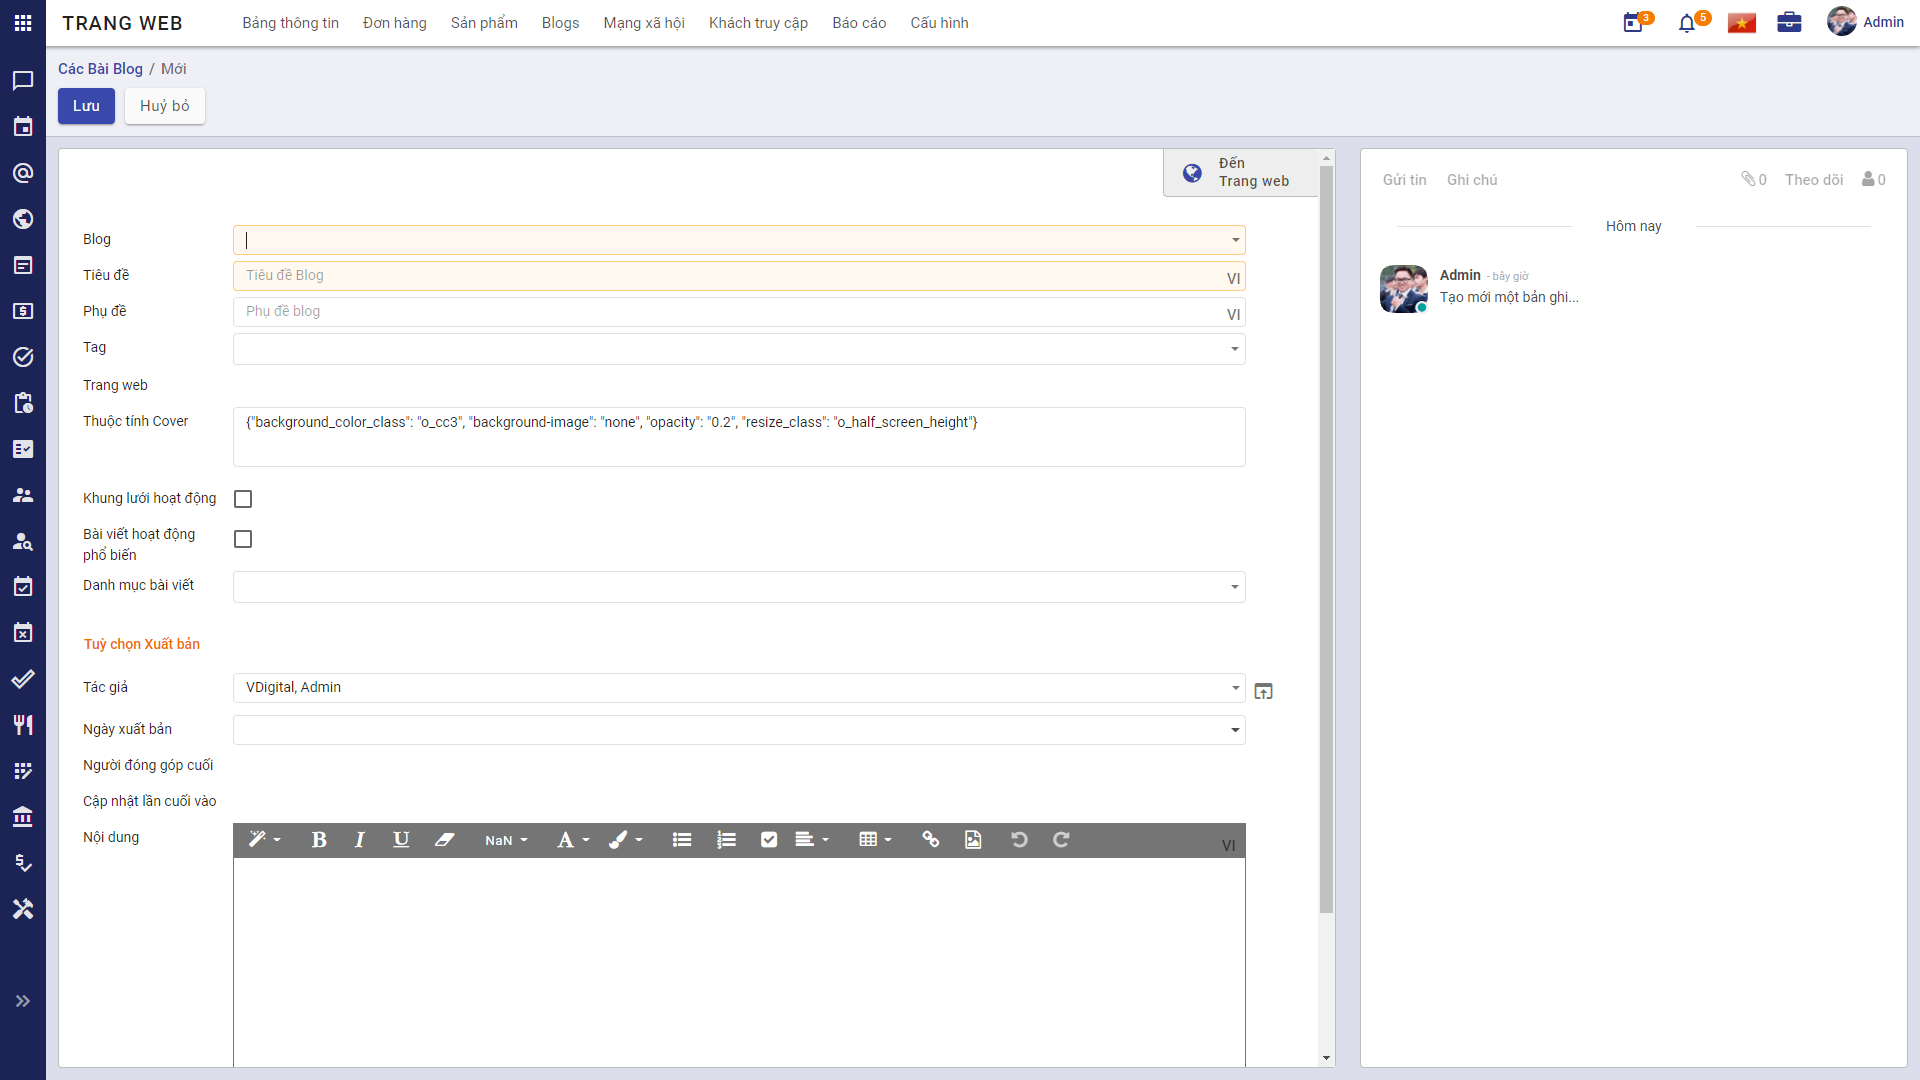 TRANG WEB
Bảng thông tin
Đơn hàng
Sản phẩm
Blogs
Mạng xã hội
Khách truy cập
Báo cáo
Cấu hình
3
5
Admin
Các Bài Blog / Mới
Lưu
Huỷ bỏ
Đến
Trang web
Blog
Tiêu đề
Tiêu đề Blog
VI
Phụ đề
Phụ đề blog
VI
Tag
Trang web
Thuộc tính Cover
{"background_color_class": "o_cc3", "background-image": "none", "opacity": "0.2", "resize_class": "o_half_screen_height"}
Khung lưới hoạt động
Bài viết hoạt động
phổ biến
Danh mục bài viết
Tuỳ chọn Xuất bản
Tác giả
VDigital, Admin
Ngày xuất bản
Người đóng góp cuối
Cập nhật lần cuối vào
Nội dung
B I U NaN A
VI
Gửi tin
Ghi chú
0
Theo dõi
0
Hôm nay
Admin - bây giờ
Tạo mới một bản ghi...